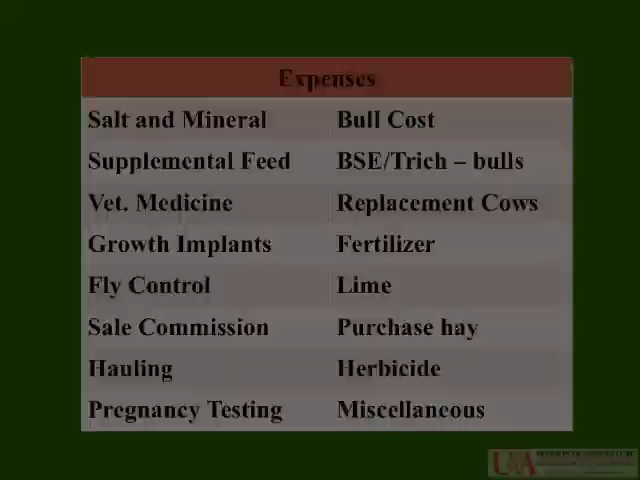 Expenses
Salt and Mineral Bull Cost
Supplemental Feed BSE/Trich – bulls
Vet. Medicine Replacement Cows
Growth Implants Fertilizer
Fly Control Lime
Sale Commission Purchase hay
Hauling Herbicide
Pregnancy Testing Miscellaneous